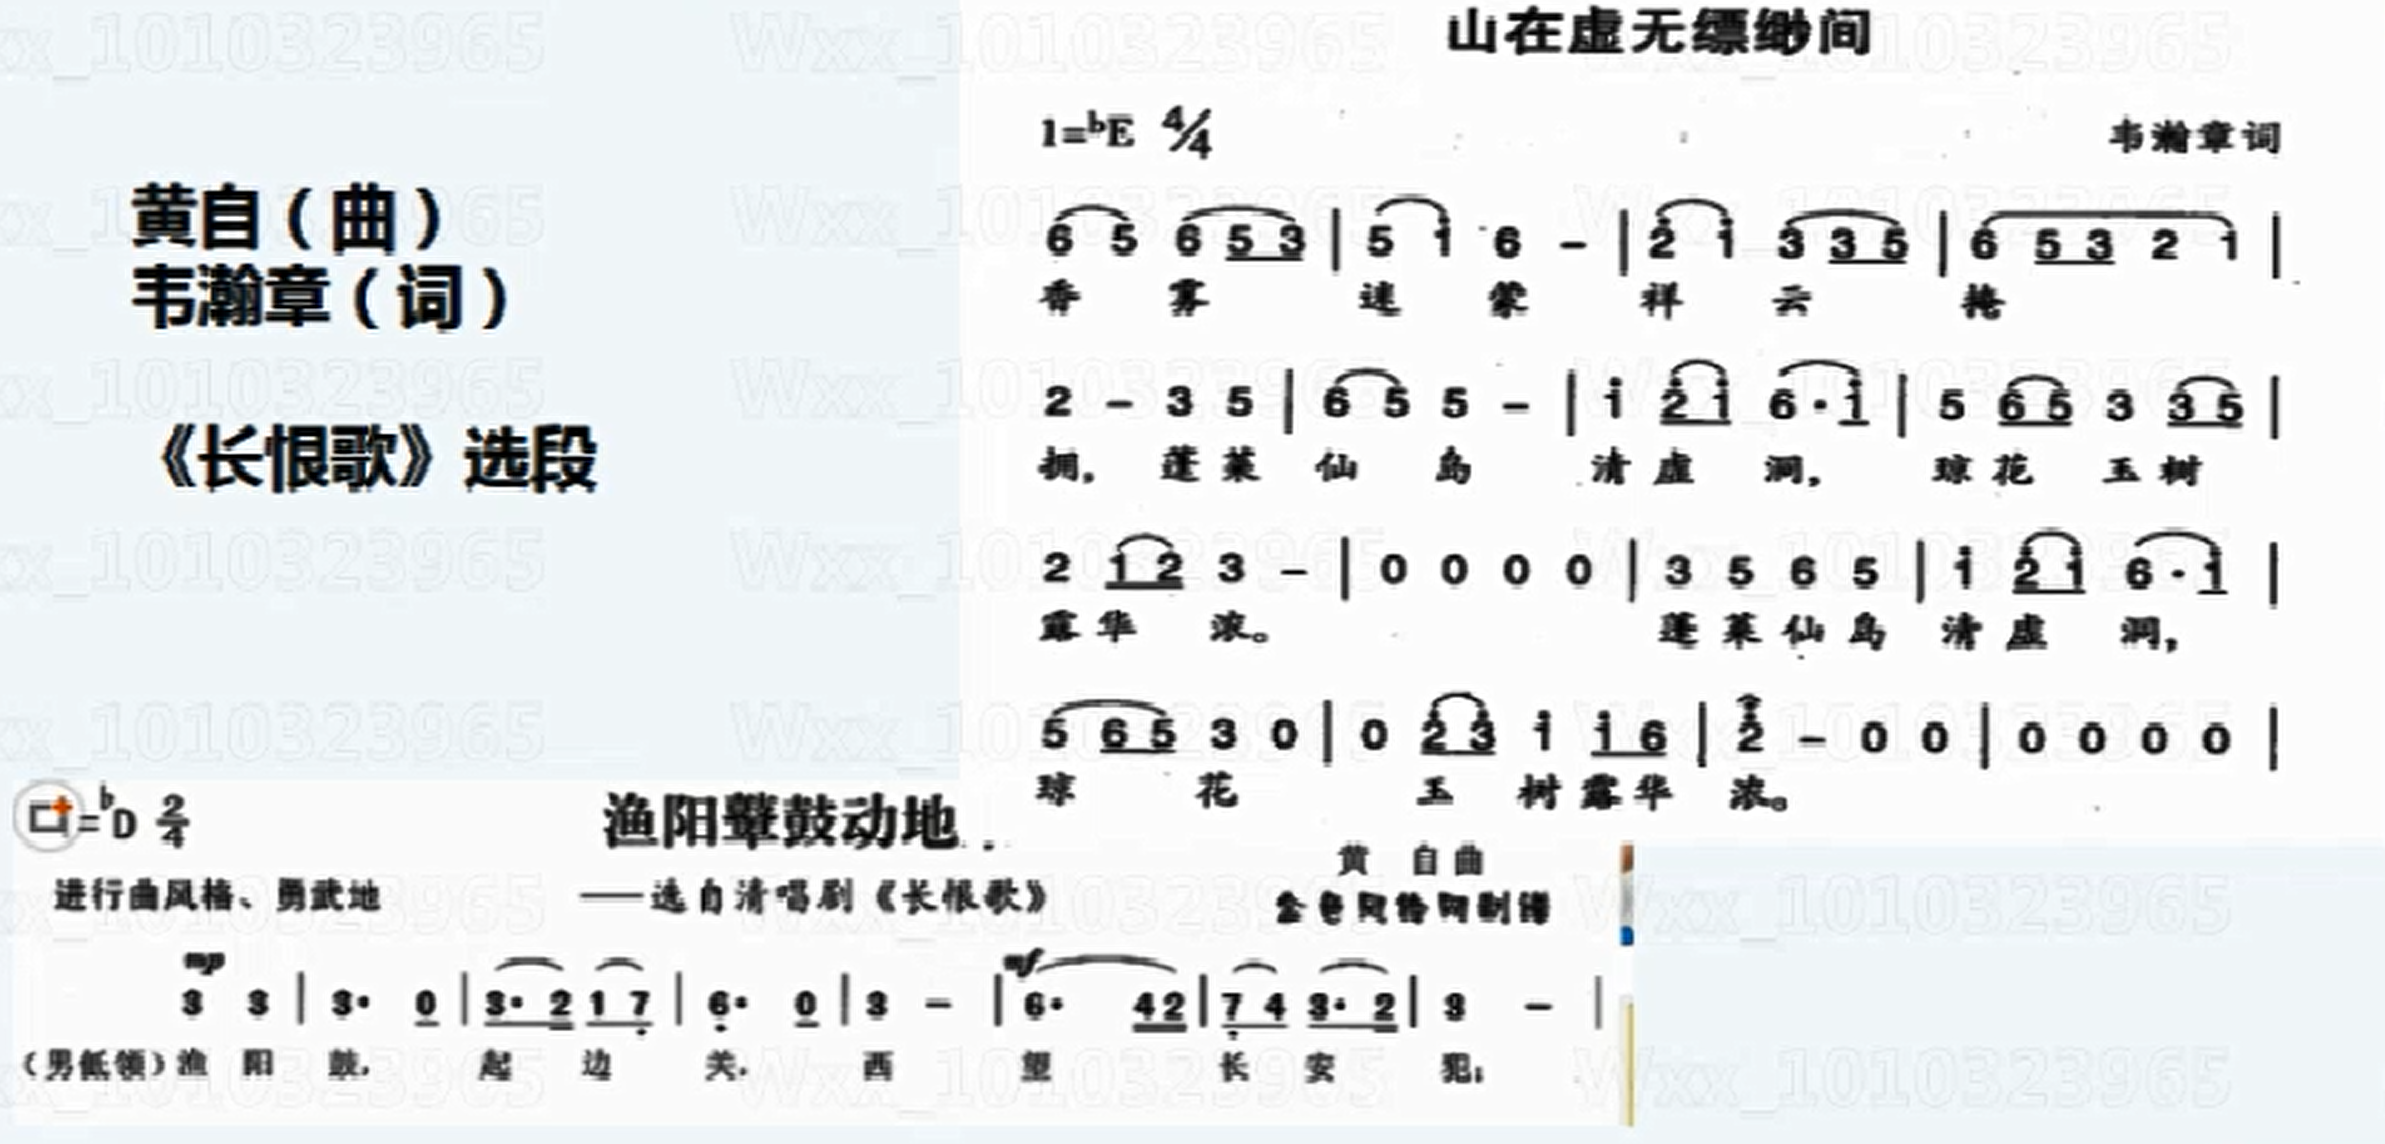 黄自（曲）
韦瀚章（词）
《长恨歌》选段
山在虚无缥缈间
1=♭E 4/4
韦瀚章词
6 5 6 5 3 | 5 i 6 – | 2 i 3 3 5 | 6 5 3 2 1 |
香 雾 迷 蒙 祥 云 掩
2 – 3 5 | 6 5 5 – | i 2 i 6 · i | 5 6 5 3 3 5 |
拥， 蓬 莱 仙 岛 清 虚 洞， 琼 花 玉 树
2 1 2 3 – | 0 0 0 0 | 3 5 6 5 | i 2 i 6 · i |
露 华 浓。 蓬 莱 仙 岛 清 虚 洞，
5 6 5 3 0 | 0 2 3 i i 6 | 2 – 0 0 | 0 0 0 0 |
琼 花 玉 树 露 华 浓。
=♭D 2/4
渔阳鼙鼓动地
黄 自曲
进行曲风格、勇武地
——选自清唱剧《长恨歌》
mp mf
3 3 | 3· 0 | 3· 2 1 7 | 6· 0 | 3 – | 6· 4 2 | 7 4 3· 2 | 3 – |
（男低领）渔 阳 鼓， 起 边 关， 西 望 长 安 犯；
Wxx_1010323965